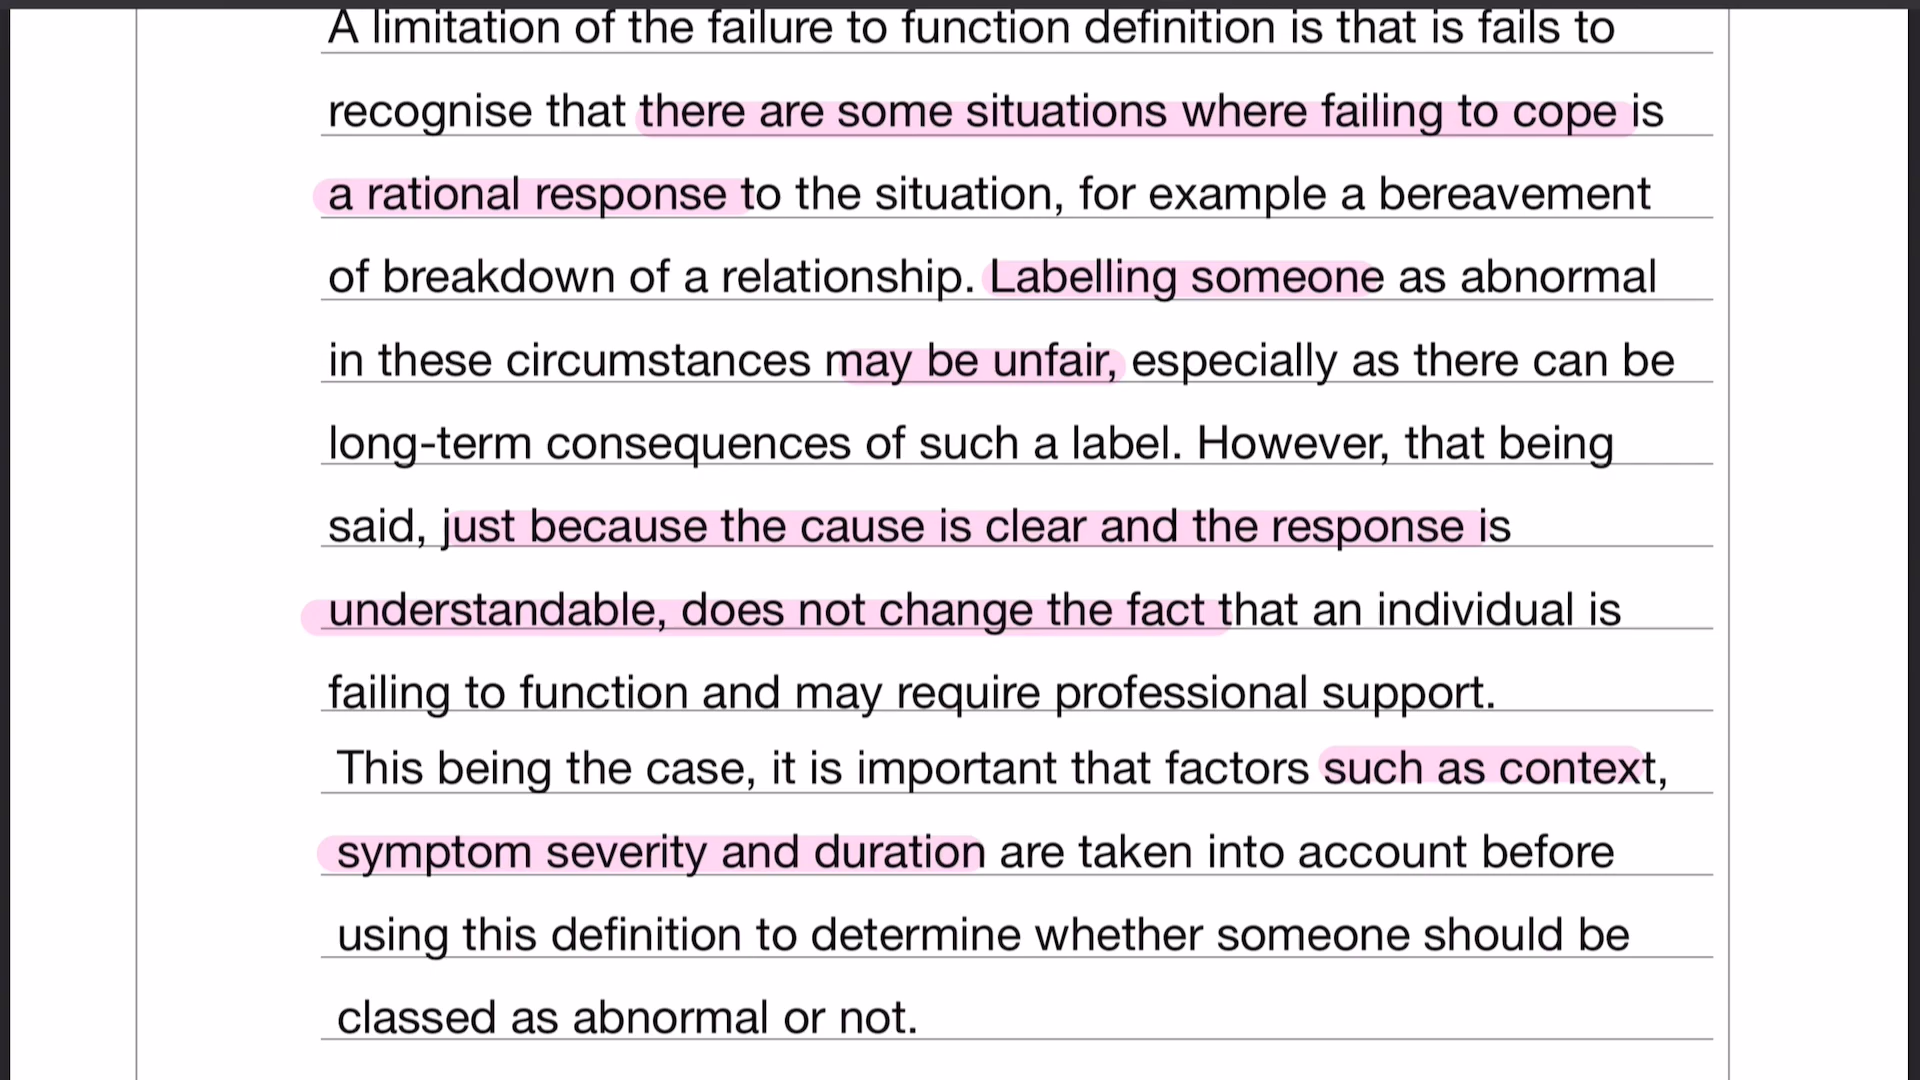 A limitation of the failure to function definition is that is fails to
recognise that there are some situations where failing to cope is
a rational response to the situation, for example a bereavement
of breakdown of a relationship. Labelling someone as abnormal
in these circumstances may be unfair, especially as there can be
long-term consequences of such a label. However, that being
said, just because the cause is clear and the response is
understandable, does not change the fact that an individual is
failing to function and may require professional support.
This being the case, it is important that factors such as context,
symptom severity and duration are taken into account before
using this definition to determine whether someone should be
classed as abnormal or not.